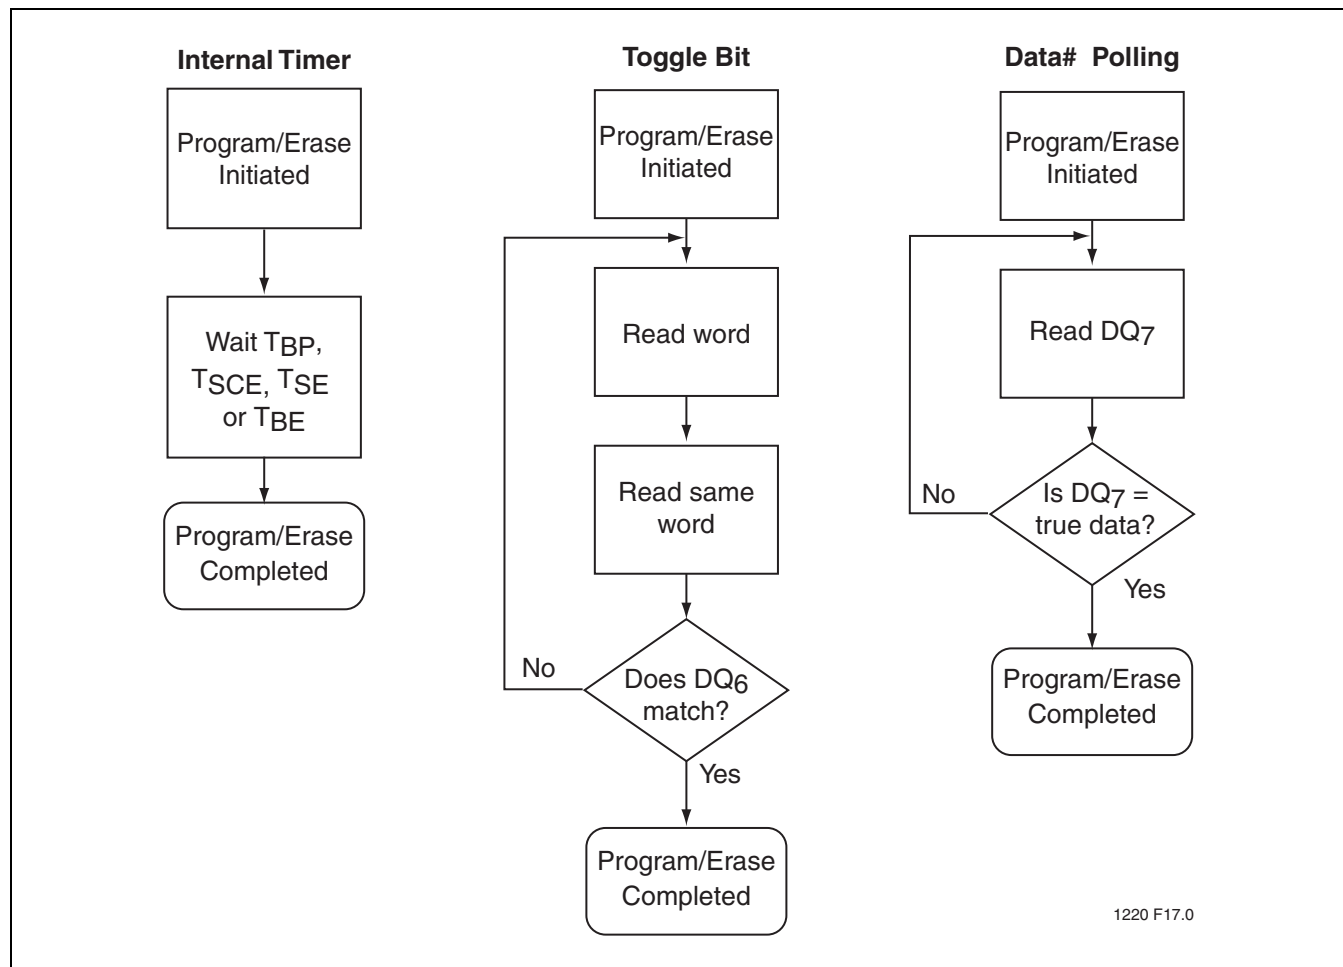 Internal Timer
Program/Erase
Initiated
Wait TBP,
TSCE, TSE
or TBE
Program/Erase
Completed
Toggle Bit
Program/Erase
Initiated
Read word
Read same
word
Does DQ6
match?
No
Yes
Program/Erase
Completed
Data# Polling
Program/Erase
Initiated
Read DQ7
Is DQ7 =
true data?
No
Yes
Program/Erase
Completed
1220 F17.0